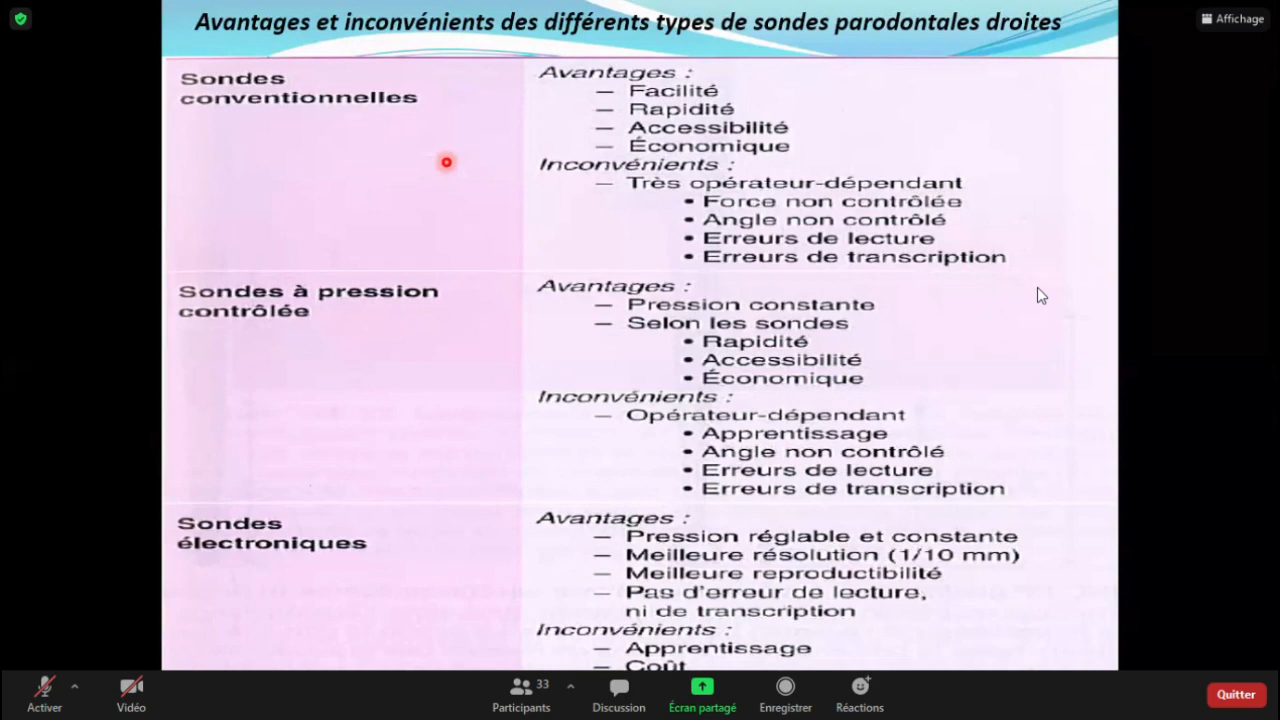 Avantages et inconvénients des différents types de sondes parodontales droites
Affichage
Sondes
conventionnelles
Avantages :
— Facilité
— Rapidité
— Accessibilité
— Économique
Inconvénients :
— Très opérateur-dépendant
• Force non contrôlée
• Angle non contrôlé
• Erreurs de lecture
• Erreurs de transcription
Sondes à pression
contrôlée
Avantages :
— Pression constante
— Selon les sondes
• Rapidité
• Accessibilité
• Économique
Inconvénients :
— Opérateur-dépendant
• Apprentissage
• Angle non contrôlé
• Erreurs de lecture
• Erreurs de transcription
Sondes
électroniques
Avantages :
— Pression réglable et constante
— Meilleure résolution (1/10 mm)
— Meilleure reproductibilité
— Pas d'erreur de lecture,
ni de transcription
Inconvénients :
— Apprentissage
— Coût
Activer
Vidéo
Participants
33
Discussion
Écran partagé
Enregistrer
Réactions
Quitter